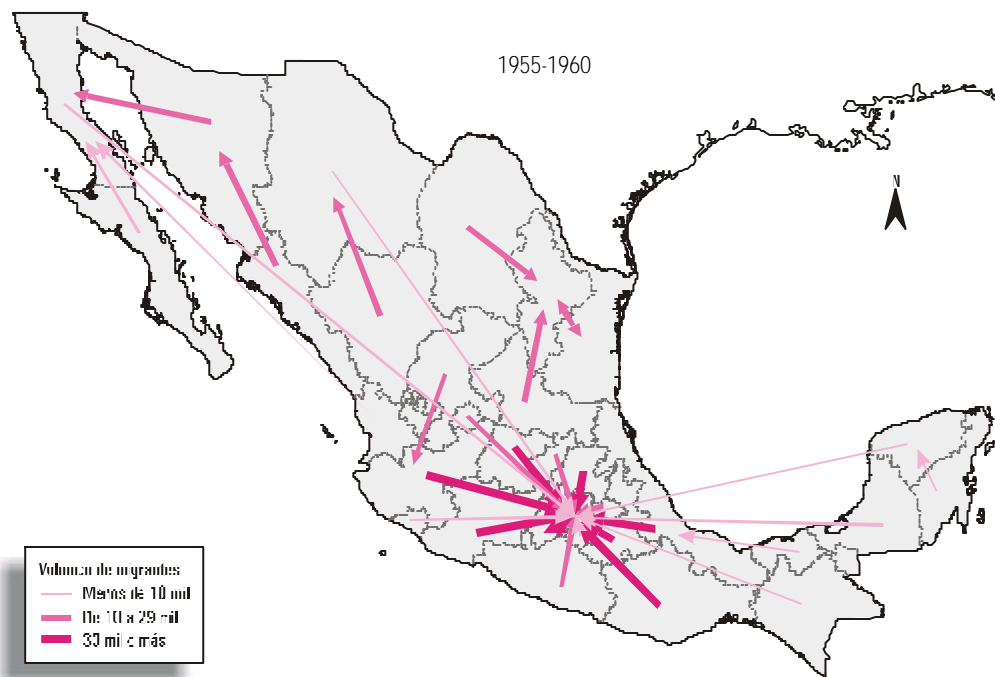 1955-1960
N
Volumen de migrantes
Menos de 10 mil
De 10 a 29 mil
30 mil o más